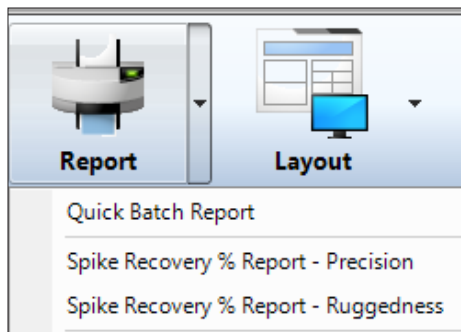 Report
Layout
Quick Batch Report
Spike Recovery % Report - Precision
Spike Recovery % Report - Ruggedness